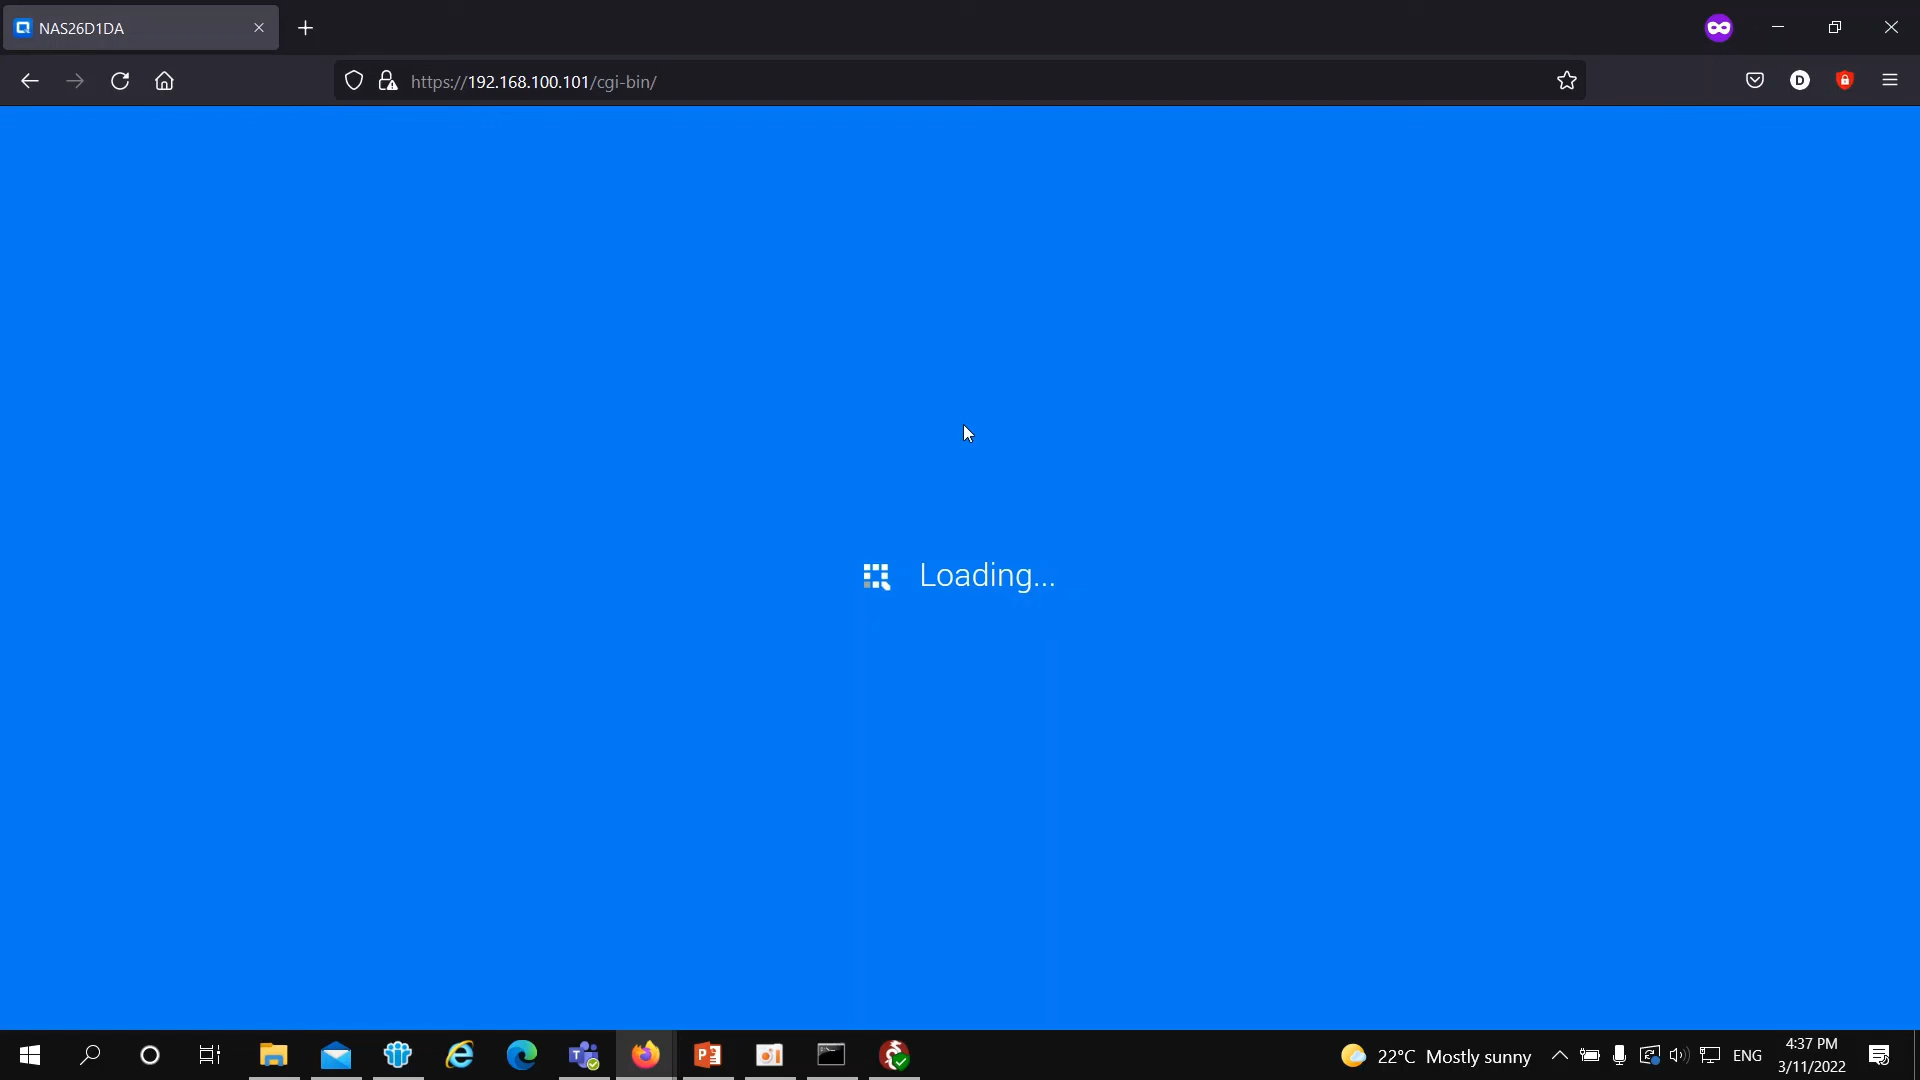 NAS26D1DA
https://192.168.100.101/cgi-bin/
D
Loading...
22°C Mostly sunny
ENG
4:37 PM
3/11/2022